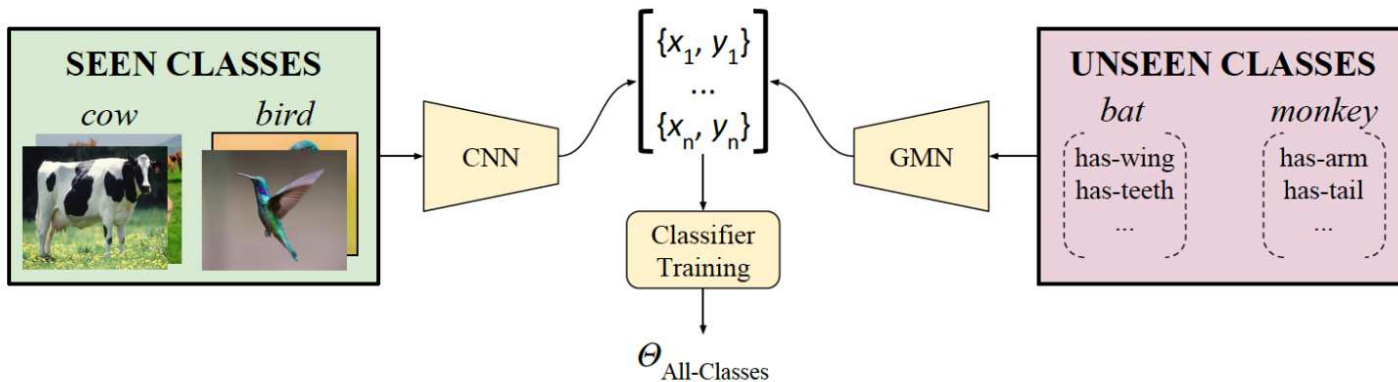 SEEN CLASSES
cow bird
CNN
{x1, y1}
...
{xn, yn}
Classifier
Training
ΘAll-Classes
GMN
UNSEEN CLASSES
bat monkey
has-wing has-arm
has-teeth has-tail
... ...